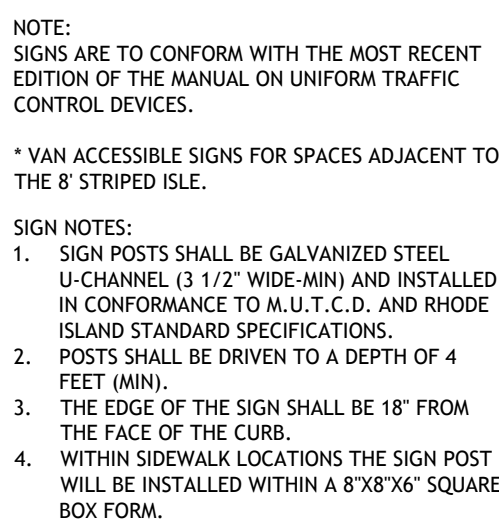 NOTE:
SIGNS ARE TO CONFORM WITH THE MOST RECENT
EDITION OF THE MANUAL ON UNIFORM TRAFFIC
CONTROL DEVICES.
* VAN ACCESSIBLE SIGNS FOR SPACES ADJACENT TO
THE 8' STRIPED ISLE.
SIGN NOTES:
1. SIGN POSTS SHALL BE GALVANIZED STEEL
U-CHANNEL (3 1/2" WIDE-MIN) AND INSTALLED
IN CONFORMANCE TO M.U.T.C.D. AND RHODE
ISLAND STANDARD SPECIFICATIONS.
2. POSTS SHALL BE DRIVEN TO A DEPTH OF 4
FEET (MIN).
3. THE EDGE OF THE SIGN SHALL BE 18" FROM
THE FACE OF THE CURB.
4. WITHIN SIDEWALK LOCATIONS THE SIGN POST
WILL BE INSTALLED WITHIN A 8"X8"X6" SQUARE
BOX FORM.